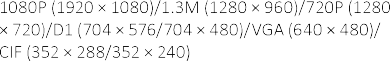 1080P (1920 × 1080)/1.3M (1280 × 960)/720P (1280
× 720)/D1 (704 × 576/704 × 480)/VGA (640 × 480)/
CIF (352 × 288/352 × 240)